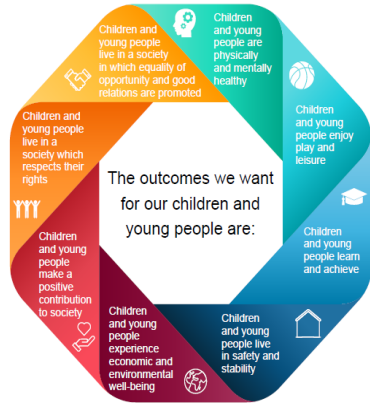 The outcomes we want
for our children and
young people are:
Children
and young
people are
physically
and mentally
healthy
Children
and young
people enjoy
play and
leisure
Children
and young
people learn
and achieve
Children
and young
people live
in safety and
stability
Children
and young
people
experience
economic and
environmental
well-being
Children
and young
people
make a
positive
contribution
to society
Children and
young people
live in a
society which
respects their
rights
Children and
young people
live in a society
in which equality of
opportunity and good
relations are promoted